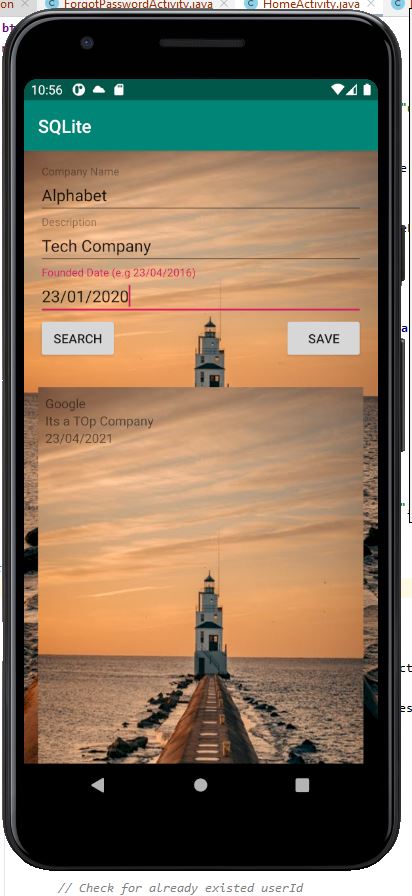 ForgotPasswordActivity.java
HomeActivity.java
10:56
SQLite
Company Name
Alphabet
Description
Tech Company
Founded Date (e.g 23/04/2016)
23/01/2020
SEARCH
SAVE
Google
Its a TOp Company
23/04/2021
// Check for already existed userId